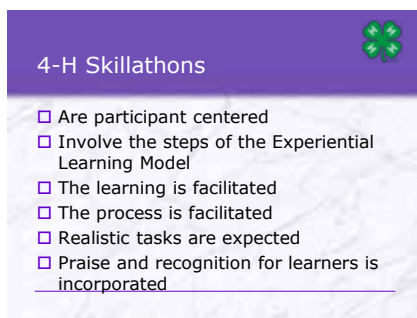 4-H Skillathons
Are participant centered
Involve the steps of the Experiential
Learning Model
The learning is facilitated
The process is facilitated
Realistic tasks are expected
Praise and recognition for learners is
incorporated
H H
H H